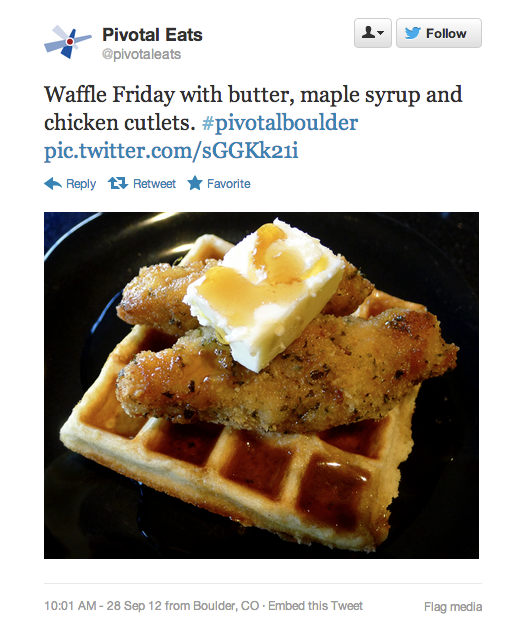 Pivotal Eats
@pivotaleats
Follow
Waffle Friday with butter, maple syrup and
chicken cutlets. #pivotalboulder
pic.twitter.com/sGGKk21i
Reply Retweet Favorite
10:01 AM - 28 Sep 12 from Boulder, CO · Embed this Tweet
Flag media